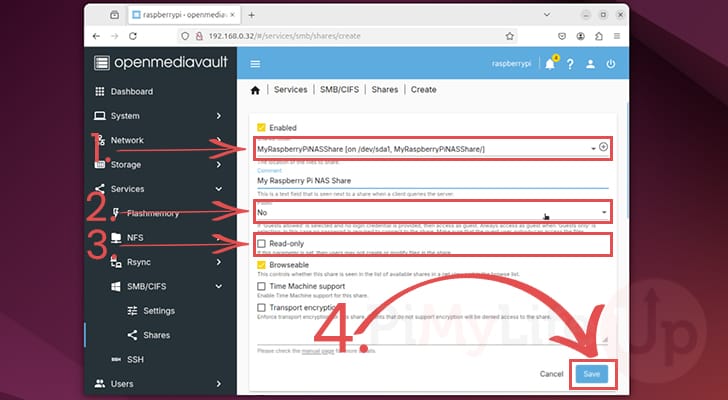 raspberrypi - openmediavault
192.168.0.32/#/services/smb/shares/create
openmediavault
raspberrypi
4
Dashboard
System
Network
Storage
Services
Flashmemory
NFS
Rsync
SMB/CIFS
Settings
Shares
SSH
Users
Services | SMB/CIFS | Shares | Create
Enabled
1.
MyRaspberryPiNASShare [on /dev/sda1, MyRaspberryPiNASShare/]
The location of the files to share.
Comment
My Raspberry Pi NAS Share
This is a text field that is seen next to a share when a client queries the server.
2.
No
If 'Guests allowed' is selected and no login credential is provided, then access as guest. Always access as guest when 'Guests only' is
3.
Read-only
If this parameter is set, then users may not create or modify files in the share.
Browseable
This controls whether this share is seen in the list of available shares in a net view and in the browse list.
Time Machine support
Enable Time Machine support for this share.
Transport encryption
Enforce transport encryption
that do not support encryption will be denied access to the share.
4.
PiMyLifeUp
Please check the manual page for more details.
Cancel
Save